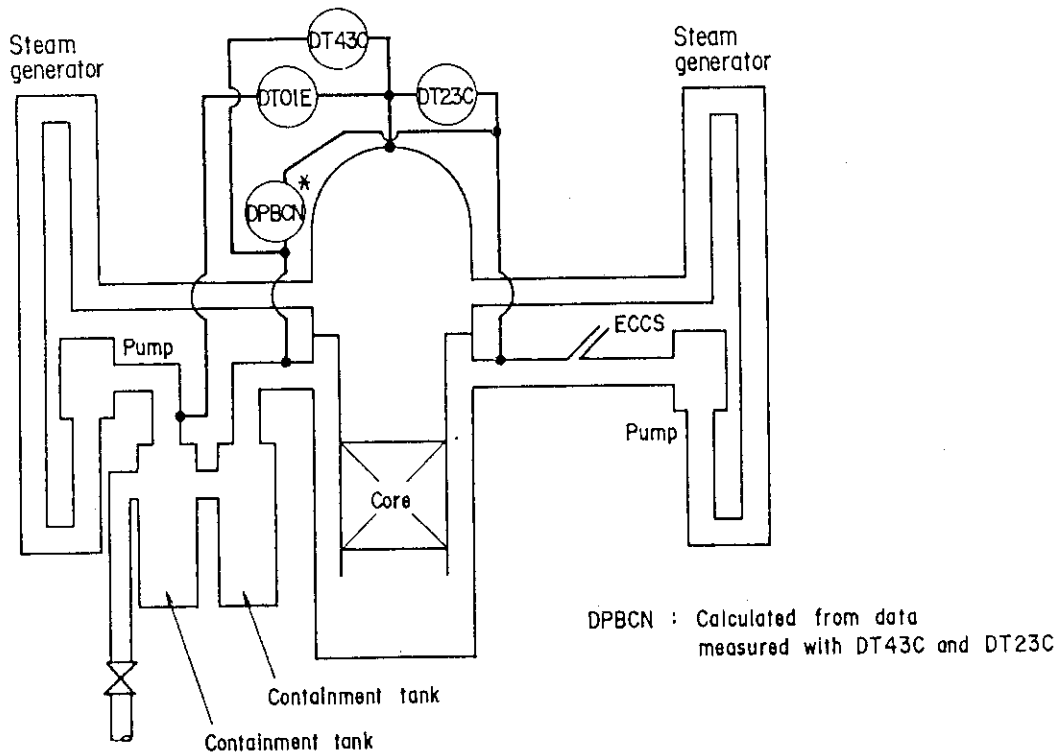 Steam
generator
DT43C
DT01E
DT23C
Steam
generator
DPBCN
*
ECCS
Pump
Pump
Core
DPBCN : Calculated from data
measured with DT43C and DT23C
Containment tank
Containment tank